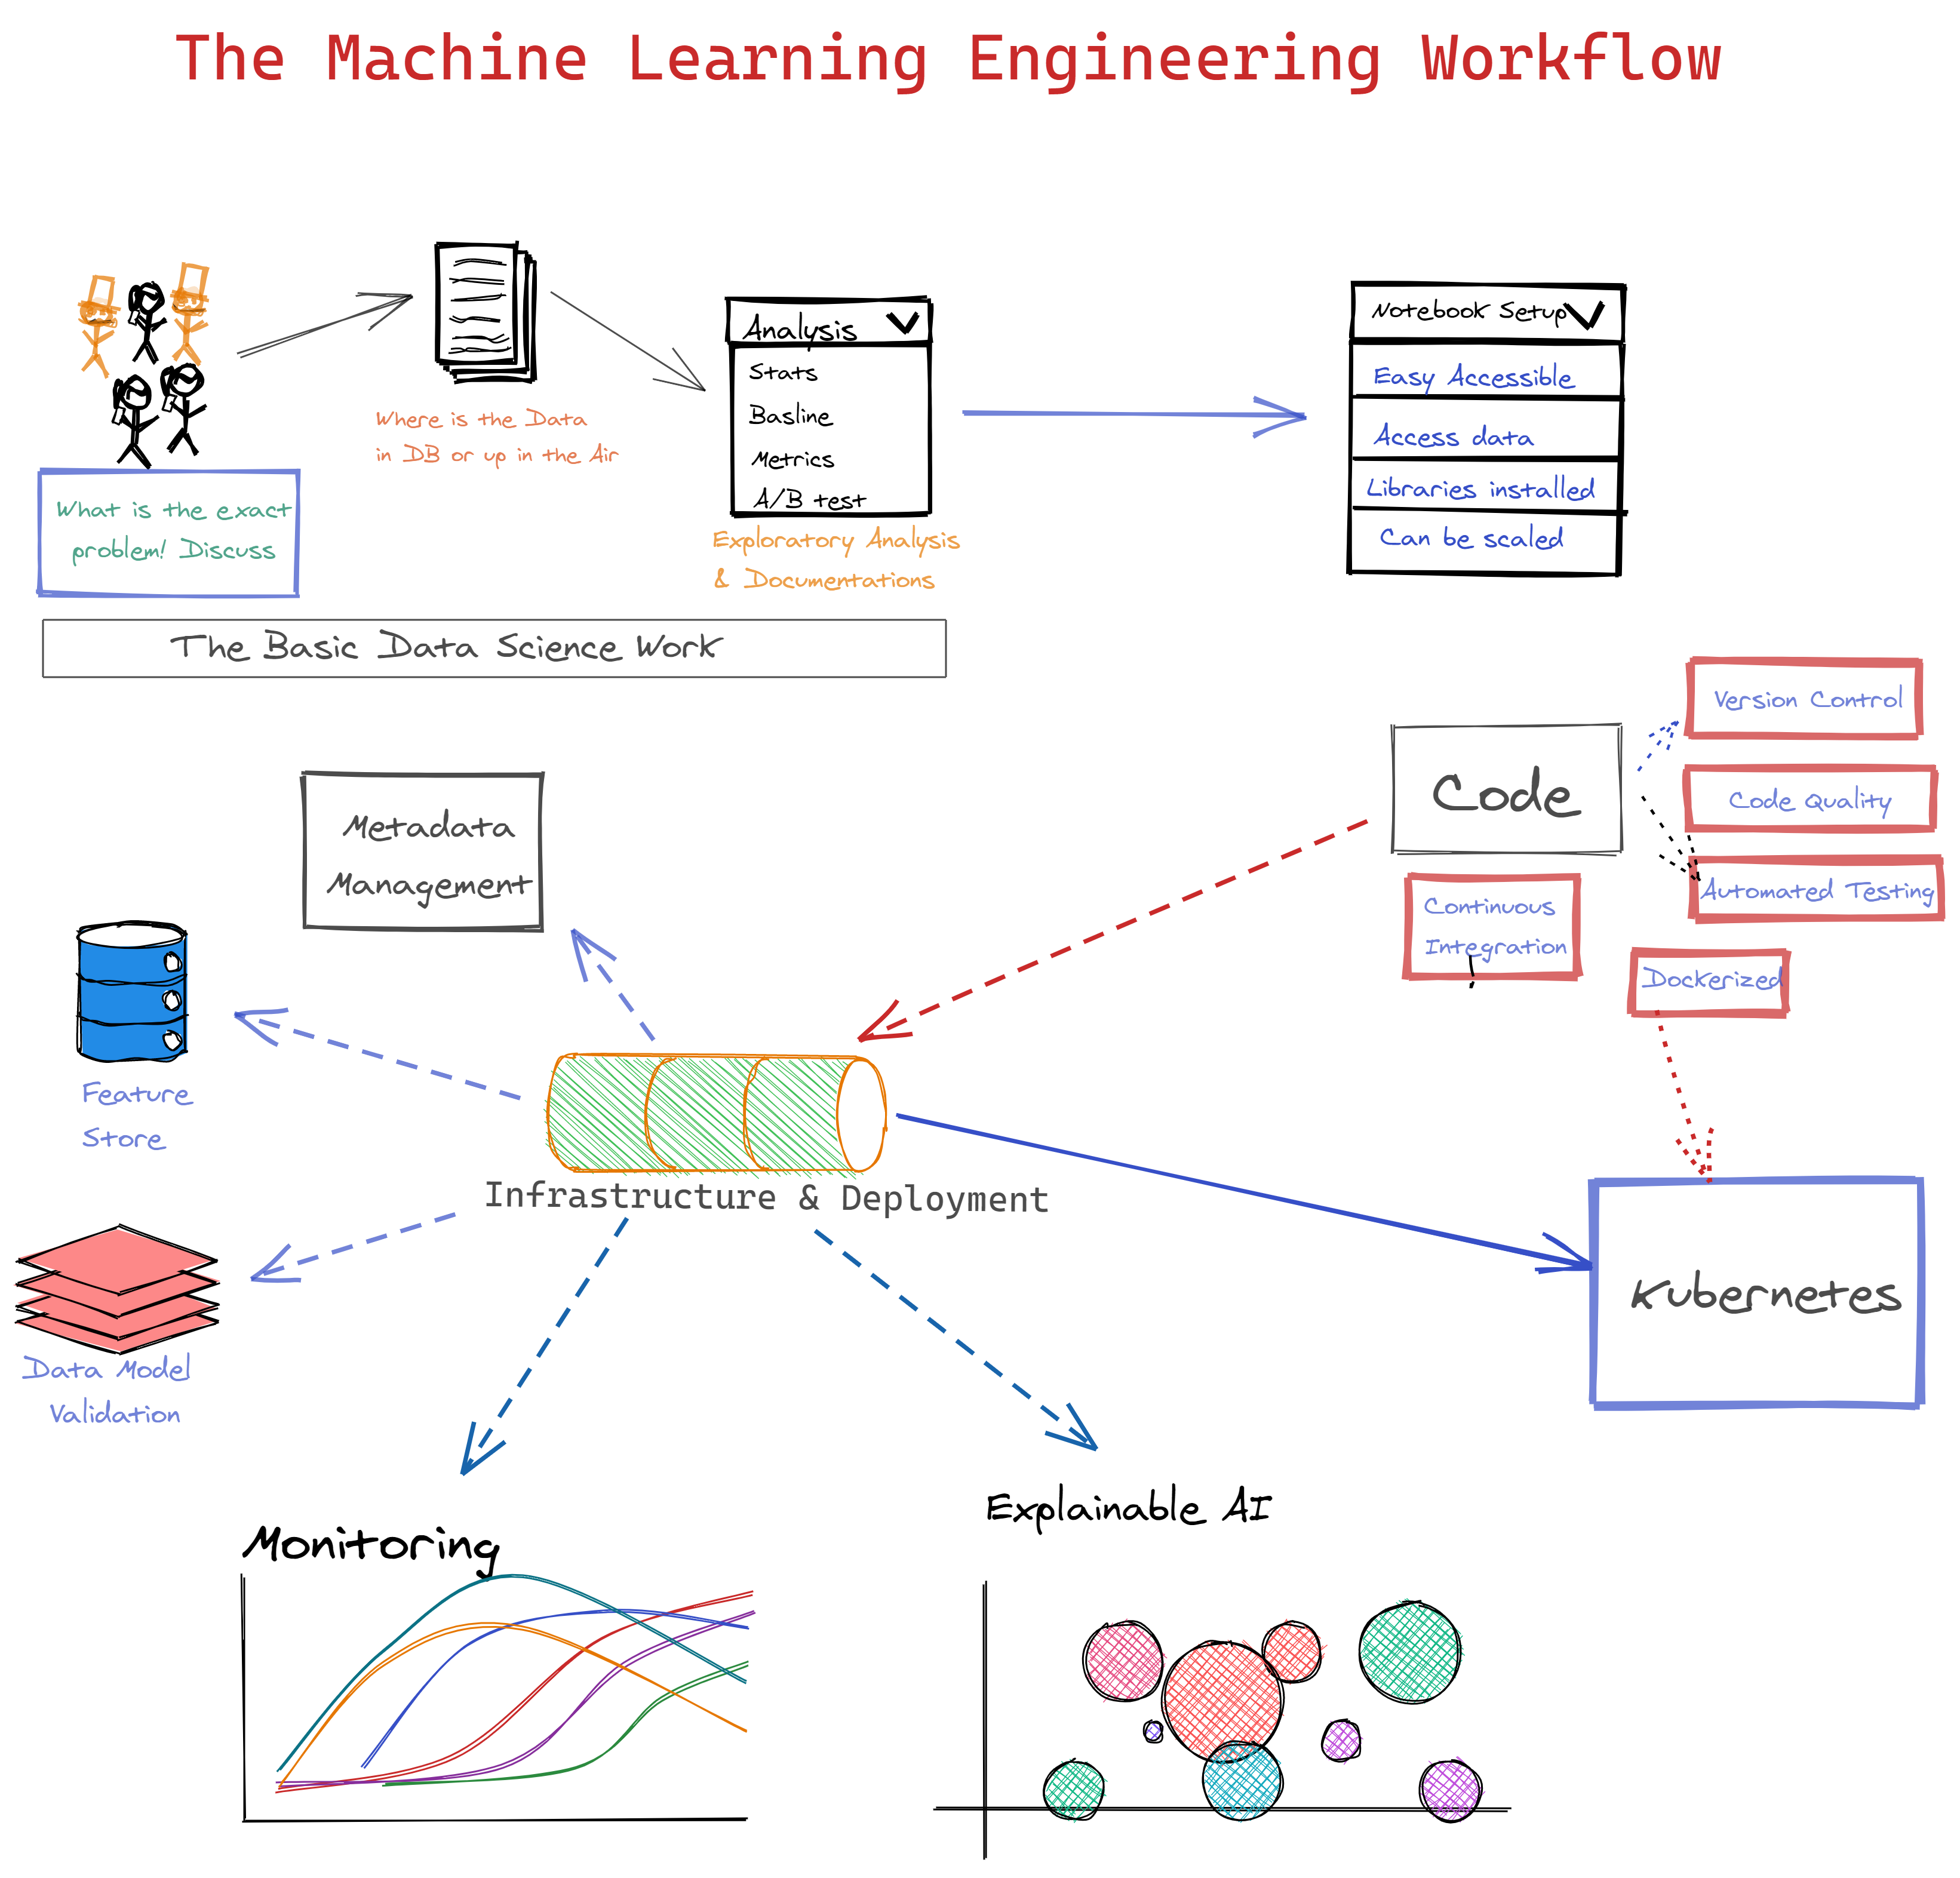 The Machine Learning Engineering Workflow
What is the exact
problem! Discuss
Where is the Data
in DB or up in the Air
Analysis
Stats
Basline
Metrics
A/B test
Exploratory Analysis
& Documentations
Notebook Setup
Easy Accessible
Access data
Libraries installed
Can be scaled
The Basic Data Science Work
Metadata
Management
Code
Version Control
Code Quality
Automated Testing
Continuous
Integration
Dockerized
Feature
Store
Infrastructure & Deployment
Data Model
Validation
Kubernetes
Monitoring
Explainable AI